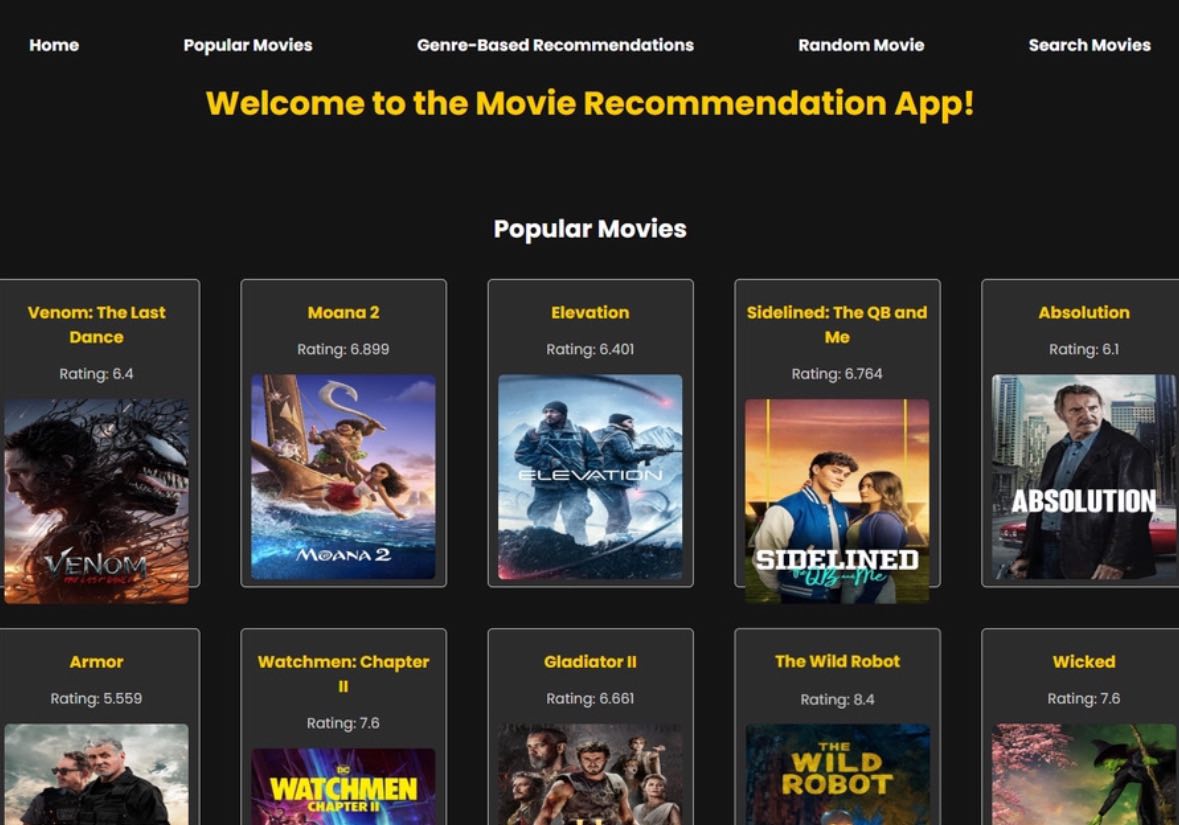 Home Popular Movies Genre-Based Recommendations Random Movie Search Movies
Welcome to the Movie Recommendation App!
Popular Movies
Venom: The Last
Dance
Rating: 6.4
VENOM
THE LAST DANCE
Moana 2
Rating: 6.899
MOANA 2
Elevation
Rating: 6.401
ELEVATION
Sidelined: The QB and
Me
Rating: 6.764
SIDELINED
The QB and Me
Absolution
Rating: 6.1
ABSOLUTION
Armor
Rating: 5.559
Watchmen: Chapter
II
Rating: 7.6
DC
WATCHMEN
CHAPTER II
Gladiator II
Rating: 6.661
II
The Wild Robot
Rating: 8.4
THE
WILD
ROBOT
Wicked
Rating: 7.6